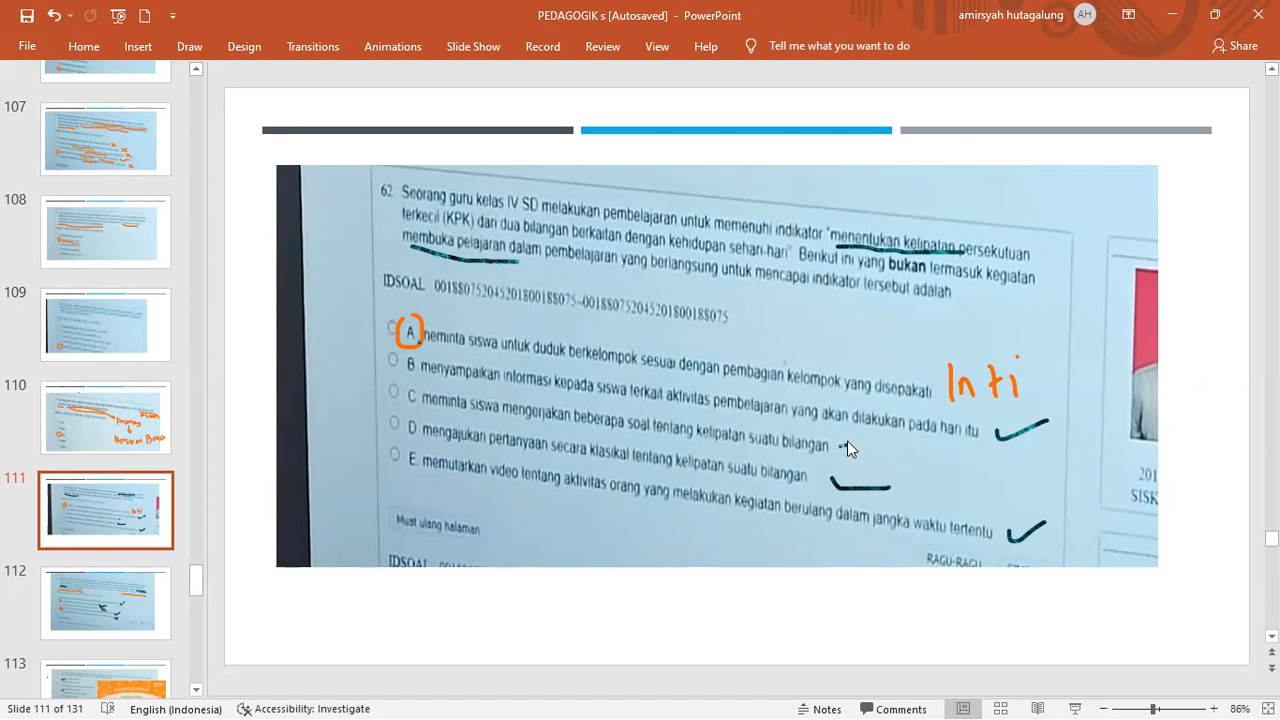 PEDAGOGIK s [Autosaved] - PowerPoint
amirsyah hutagalung
AH
File Home Insert Draw Design Transitions Animations Slide Show Record Review View Help Tell me what you want to do Share
107
108
109
110
111
112
113
62. Seorang guru kelas IV SD melakukan pembelajaran untuk memenuhi indikator "menentukan kelipatan persekutuan
terkecil (KPK) dari dua bilangan berkaitan dengan kehidupan sehari-hari" Berikut ini yang bukan termasuk kegiatan
membuka pelajaran dalam pembelajaran yang berlangsung untuk mencapai indikator tersebut adalah
IDSOAL 001880752045201800188075-001880752045201800188075
A meminta siswa untuk duduk berkelompok sesuai dengan pembagian kelompok yang disepakati
Inti
B menyampaikan informasi kepada siswa terkait aktivitas pembelajaran yang akan dilakukan pada hari itu
C meminta siswa mengerjakan beberapa soal tentang kelipatan suatu bilangan
D mengajukan pertanyaan secara klasikal tentang kelipatan suatu bilangan
E memutarkan video tentang aktivitas orang yang melakukan kegiatan berulang dalam jangka waktu tertentu
Muat ulang halaman
RAGU-RAGU
IDSOAL
201
SISK
Slide 111 of 131 English (Indonesia) Accessibility: Investigate Notes Comments 86%